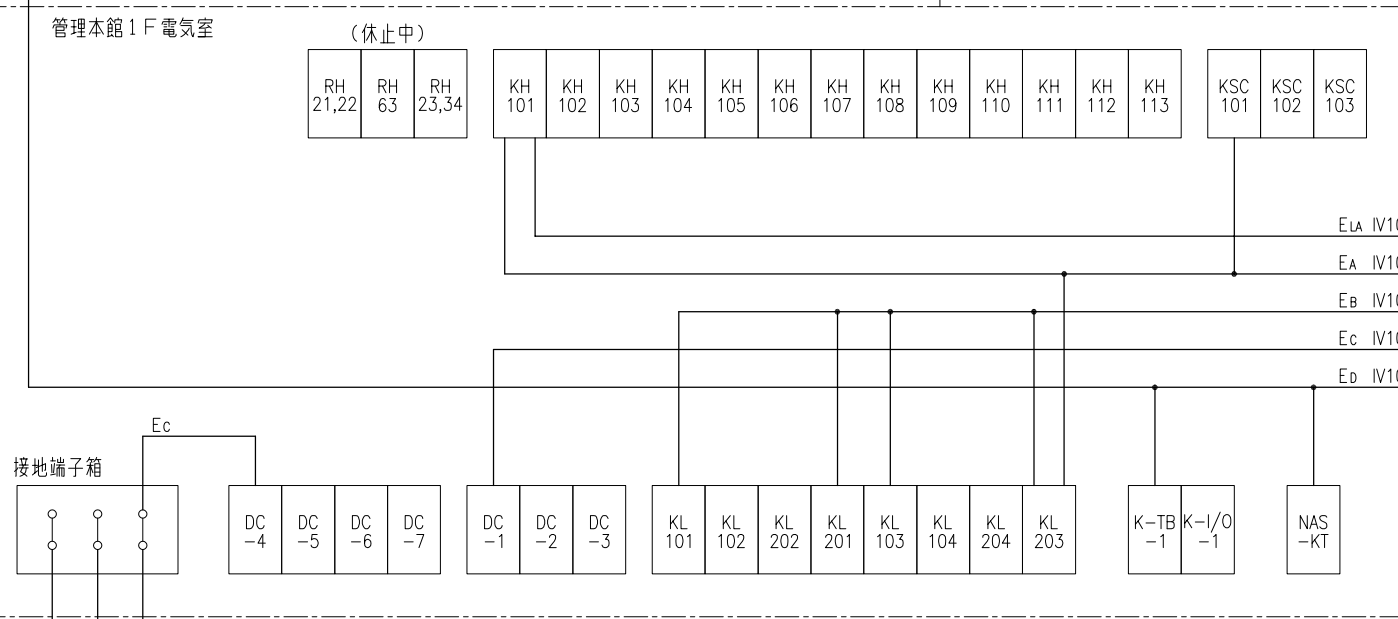 管理本館1F電気室
(休止中)
RH
21,22
RH
63
RH
23,34
KH
101
KH
102
KH
103
KH
104
KH
105
KH
106
KH
107
KH
108
KH
109
KH
110
KH
111
KH
112
KH
113
KSC
101
KSC
102
KSC
103
ELA IV10
EA IV10
EB IV10
EC IV10
ED IV10
Ec
接地端子箱
DC
-4
DC
-5
DC
-6
DC
-7
DC
-1
DC
-2
DC
-3
KL
101
KL
102
KL
202
KL
201
KL
103
KL
104
KL
204
KL
203
K-TB
-1
K-I/O
-1
NAS
-KT